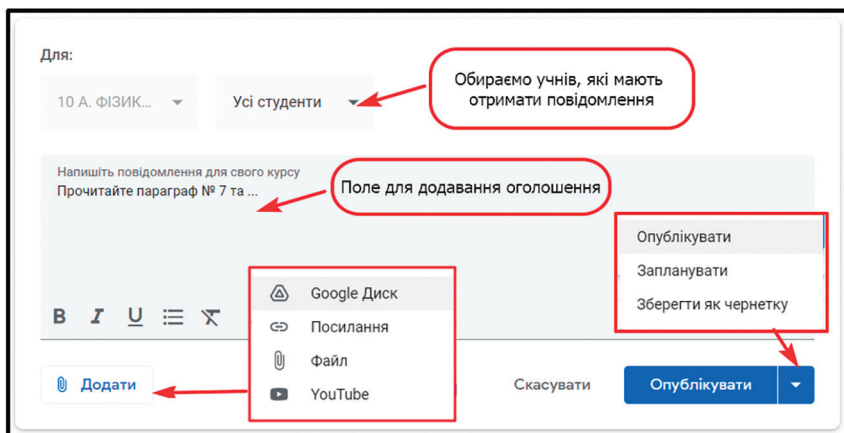 Для:
10 А. ФІЗИК...
Усі студенти
Обираємо учнів, які мають
отримати повідомлення
Напишіть повідомлення для свого курсу
Прочитайте параграф № 7 та ...
Поле для додавання оголошення
Опублікувати
Запланувати
Зберегти як чернетку
Google Диск
Посилання
Файл
YouTube
B I U
Додати
Скасувати
Опублікувати